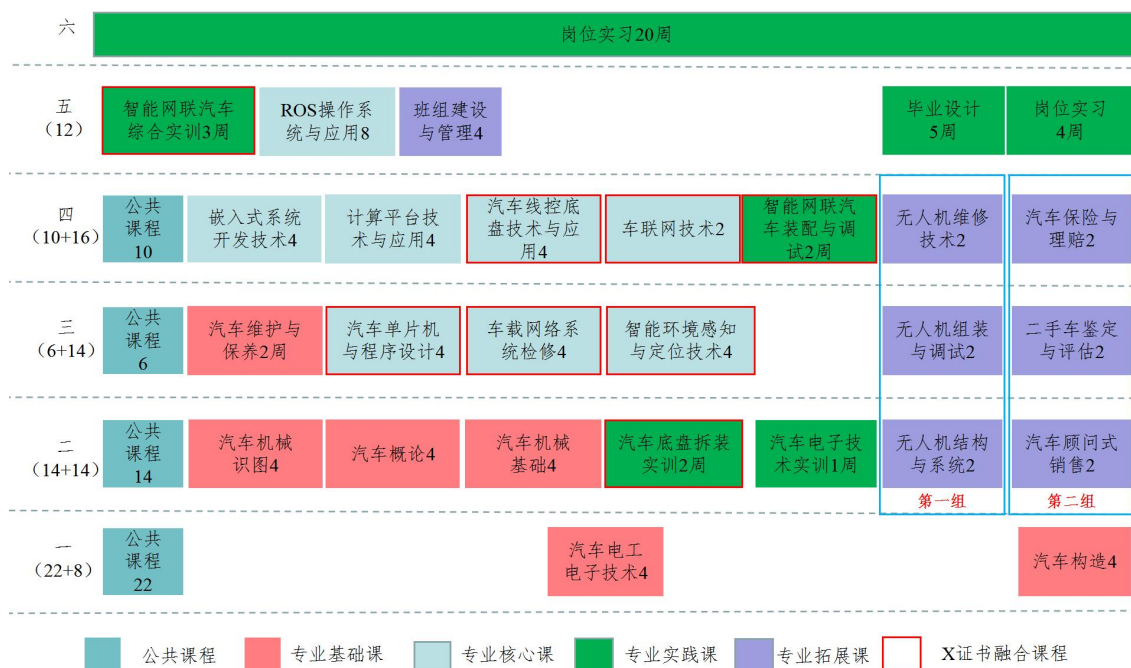 六
岗位实习20周
五
（12）
智能网联汽车
综合实训3周
ROS操作系
统与应用8
班组建设
与管理4
毕业设计
5周
岗位实习
4周
四
(10+16)
公共
课程
10
嵌入式系统
开发技术4
计算平台技
术与应用4
汽车线控底
盘技术与应
用4
车联网技术2
智能网联汽
车装配与调
试2周
无人机维修
技术2
汽车保险与
理赔2
三
(6+14)
公共
课程
6
汽车维护与
保养2周
汽车单片机
与程序设计4
车载网络系
统检修4
智能环境感知
与定位技术4
无人机组装
与调试2
二手车鉴定
与评估2
二
(14+14)
公共
课程
14
汽车机械
识图4
汽车概论4
汽车机械
基础4
汽车底盘拆装
实训2周
汽车电子技
术实训1周
无人机结构
与系统2
汽车顾问式
销售2
第一组
第二组
一
（22+8）
公共
课程
22
汽车电工
电子技术4
汽车构造4
公共课程
专业基础课
专业核心课
专业实践课
专业拓展课
X证书融合课程